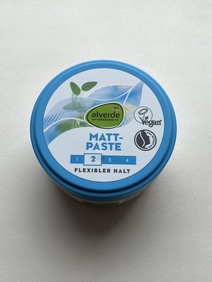 alverde
NATURKOSMETIK
Vegan
MATT-
PASTE
1 2 3 4
FLEXIBLER HALT